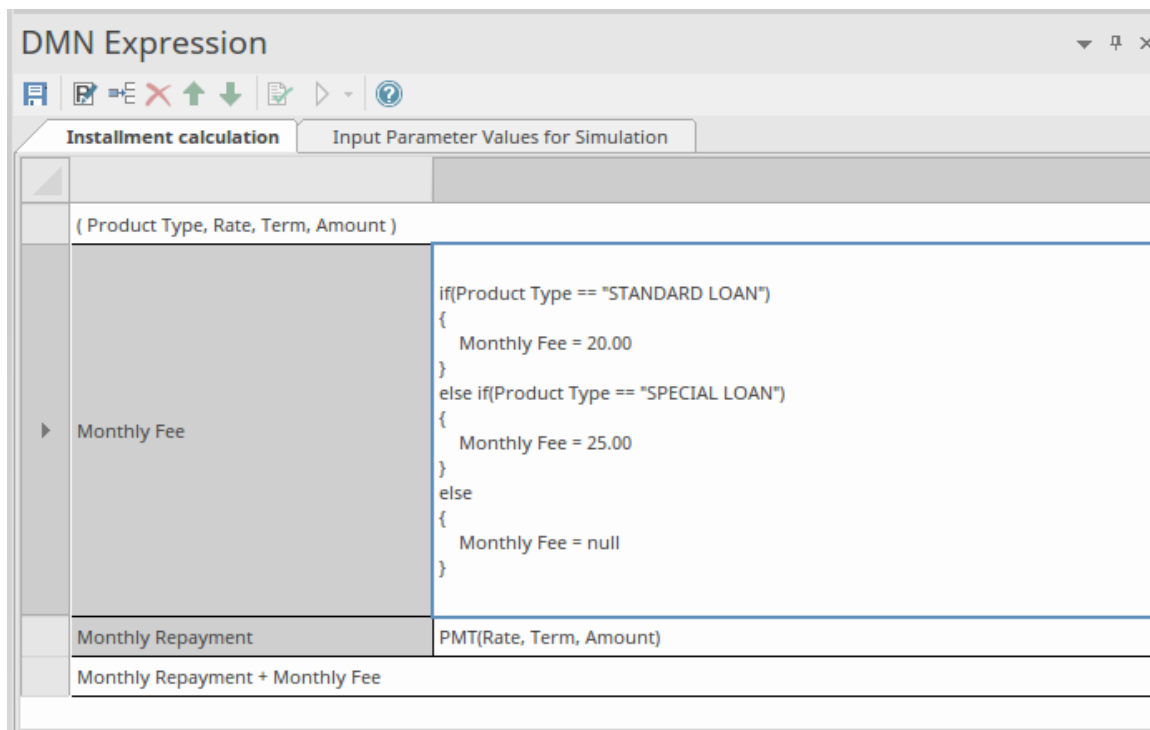 DMN Expression
Installment calculation
Input Parameter Values for Simulation
( Product Type, Rate, Term, Amount )
Monthly Fee
if(Product Type == "STANDARD LOAN")
{
Monthly Fee = 20.00
}
else if(Product Type == "SPECIAL LOAN")
{
Monthly Fee = 25.00
}
else
{
Monthly Fee = null
}
Monthly Repayment
PMT(Rate, Term, Amount)
Monthly Repayment + Monthly Fee